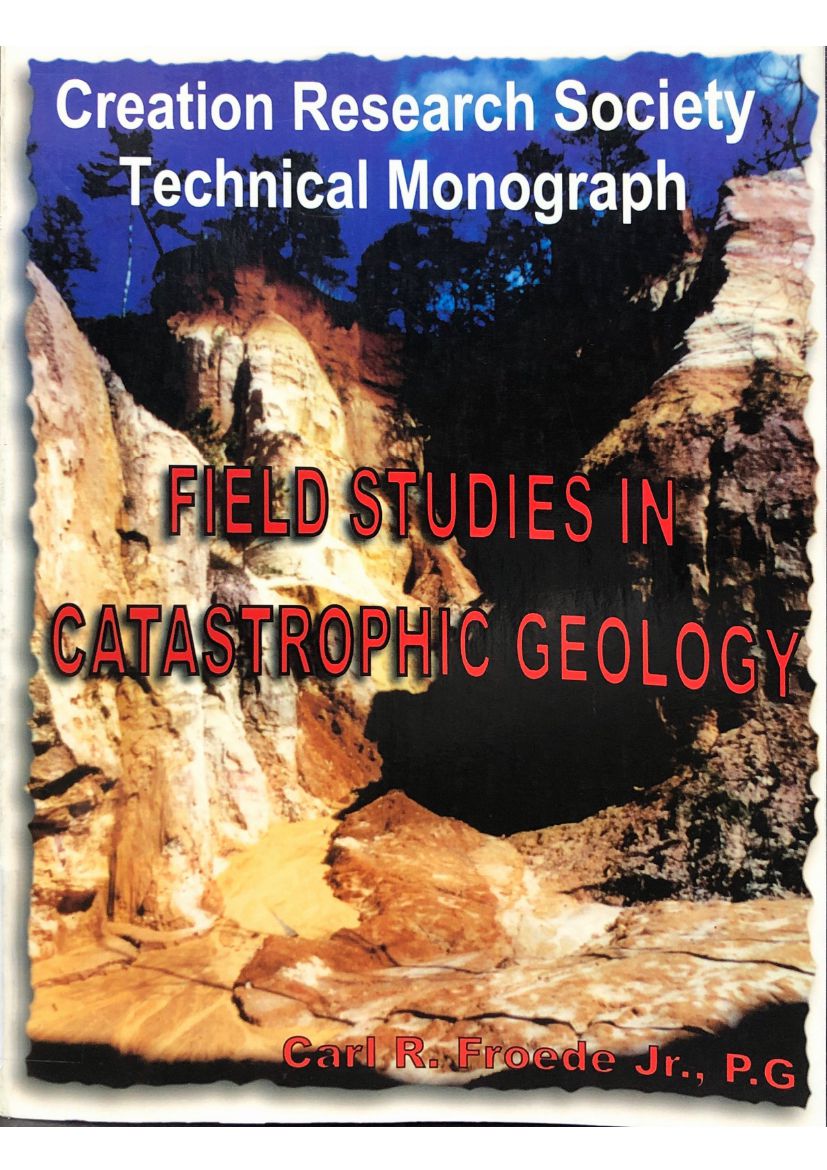 Creation Research Society
Technical Monograph
FIELD STUDIES IN
CATASTROPHIC GEOLOGY
Carl R. Froede Jr., P.G